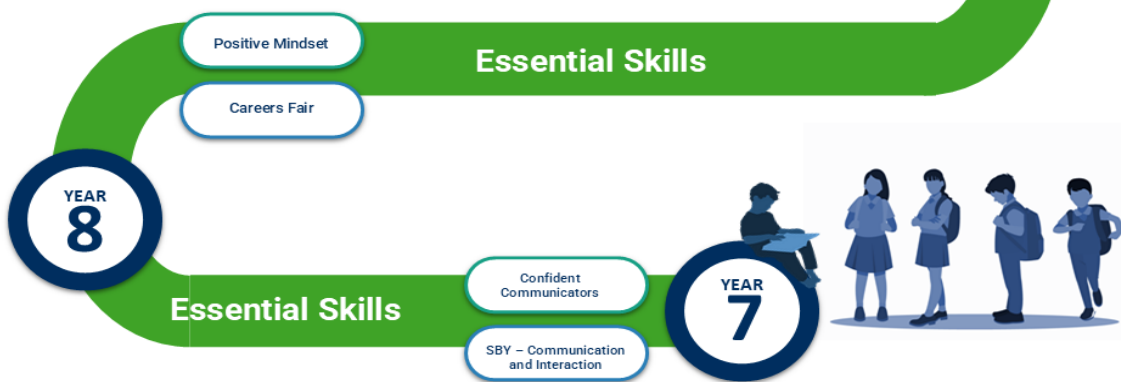 Positive Mindset
Essential Skills
Careers Fair
YEAR
8
Confident
Communicators
Essential Skills
YEAR
7
SBY – Communication
and Interaction